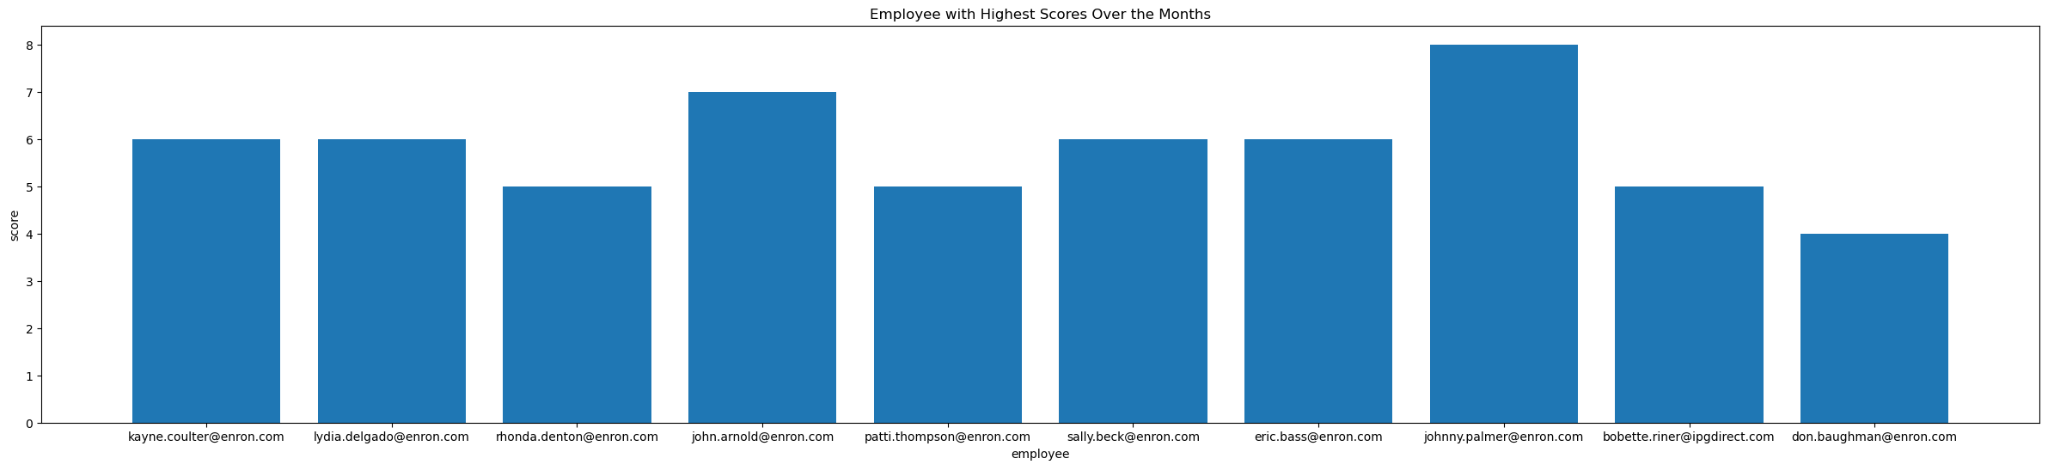 Employee with Highest Scores Over the Months
8
7
6
5
4
3
2
1
0
score
kayne.coulter@enron.com lydia.delgado@enron.com rhonda.denton@enron.com john.arnold@enron.com patti.thompson@enron.com sally.beck@enron.com eric.bass@enron.com johnny.palmer@enron.com bobette.riner@ipgdirect.com don.baughman@enron.com
employee